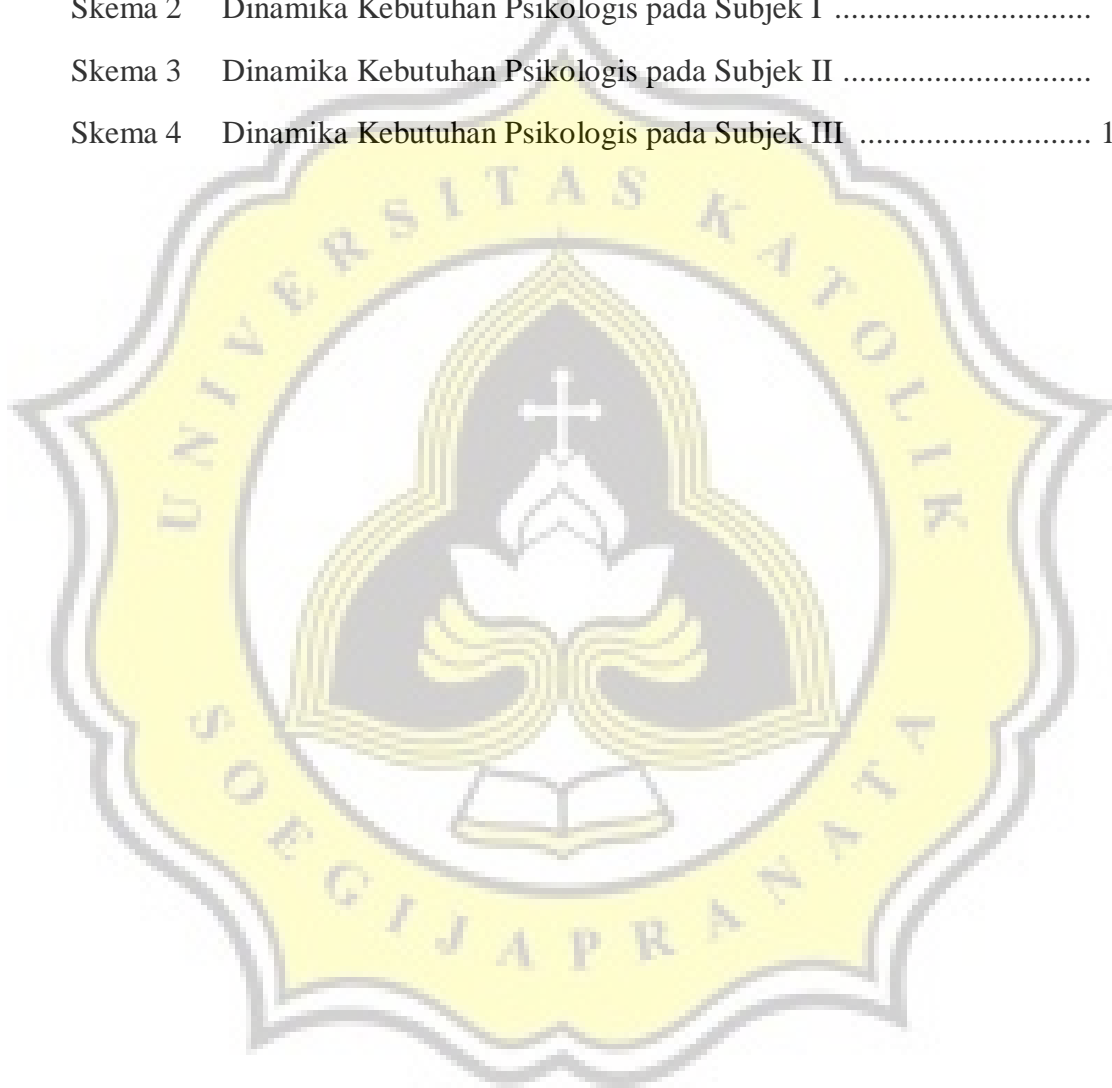 Skema 2 Dinamika Kebutuhan Psikologis pada Subjek I ...............................
Skema 3 Dinamika Kebutuhan Psikologis pada Subjek II ..............................
Skema 4 Dinamika Kebutuhan Psikologis pada Subjek III ............................ 1
UNIVERSITAS KATOLIK
SOEGIJAPRANATA